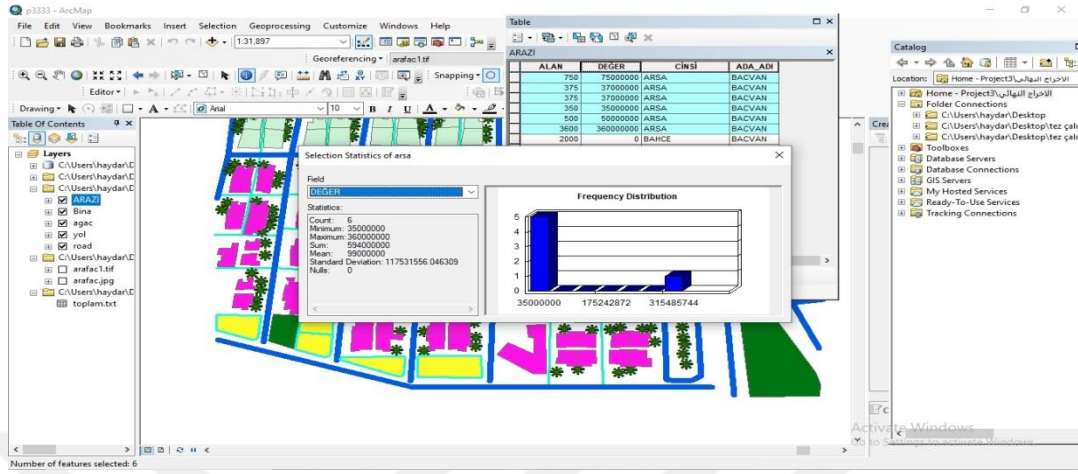 p3333 - ArcMap
File Edit View Bookmarks Insert Selection Geoprocessing Customize Windows Help
1:31,897
Georeferencing arafac1.tif
Snapping
Editor
Drawing Arial 10 B I U A
Table Of Contents
Layers
C:\Users\haydar\D
C:\Users\haydar\D
C:\Users\haydar\D
ARAZİ
Bina
agac
yol
road
C:\Users\haydar\D
arafac1.tif
arafac.jpg
C:\Users\haydar\D
toplam.txt
Number of features selected: 6
Table
ARAZİ
ALAN DEĞER CİNSİ ADA_ADI
750 75000000 ARSA BACVAN
375 37000000 ARSA BACVAN
375 37000000 ARSA BACVAN
350 35000000 ARSA BACVAN
500 50000000 ARSA BACVAN
3600 360000000 ARSA BACVAN
2000 0 BAHCE BACVAN
Selection Statistics of arsa
Field
DEĞER
Statistics:
Count: 6
Minimum: 35000000
Maximum: 360000000
Sum: 594000000
Mean: 99000000
Standard Deviation: 117531556.046309
Nulls: 0
Frequency Distribution
5
4
3
2
1
0
35000000 175242872 315485744
Catalog
Location: Home - Project3\الاخراج النهائي
Home - Project3\الاخراج النهائي
Folder Connections
C:\Users\haydar\Desktop
C:\Users\haydar\Desktop\tez çalı
C:\Users\haydar\Desktop\tez çalı
Toolboxes
Database Servers
Database Connections
GIS Servers
My Hosted Services
Ready-To-Use Services
Tracking Connections
Activate Windows
Go to Settings to activate Windows.